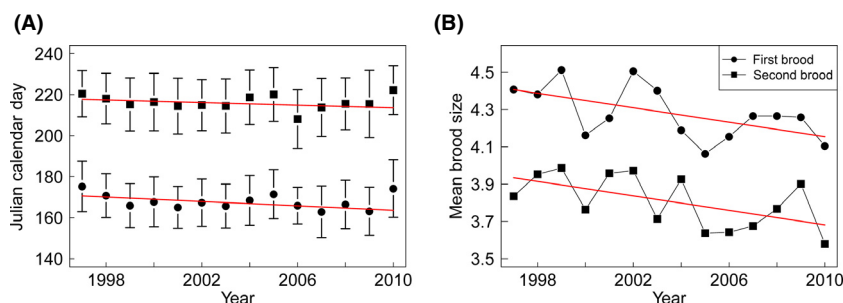 (A)
240
220
200
180
160
140
Julian calendar day
1998
2002
2006
2010
Year
(B)
4.5
4.3
4.1
3.9
3.7
3.5
Mean brood size
First brood
Second brood
1998
2002
2006
2010
Year